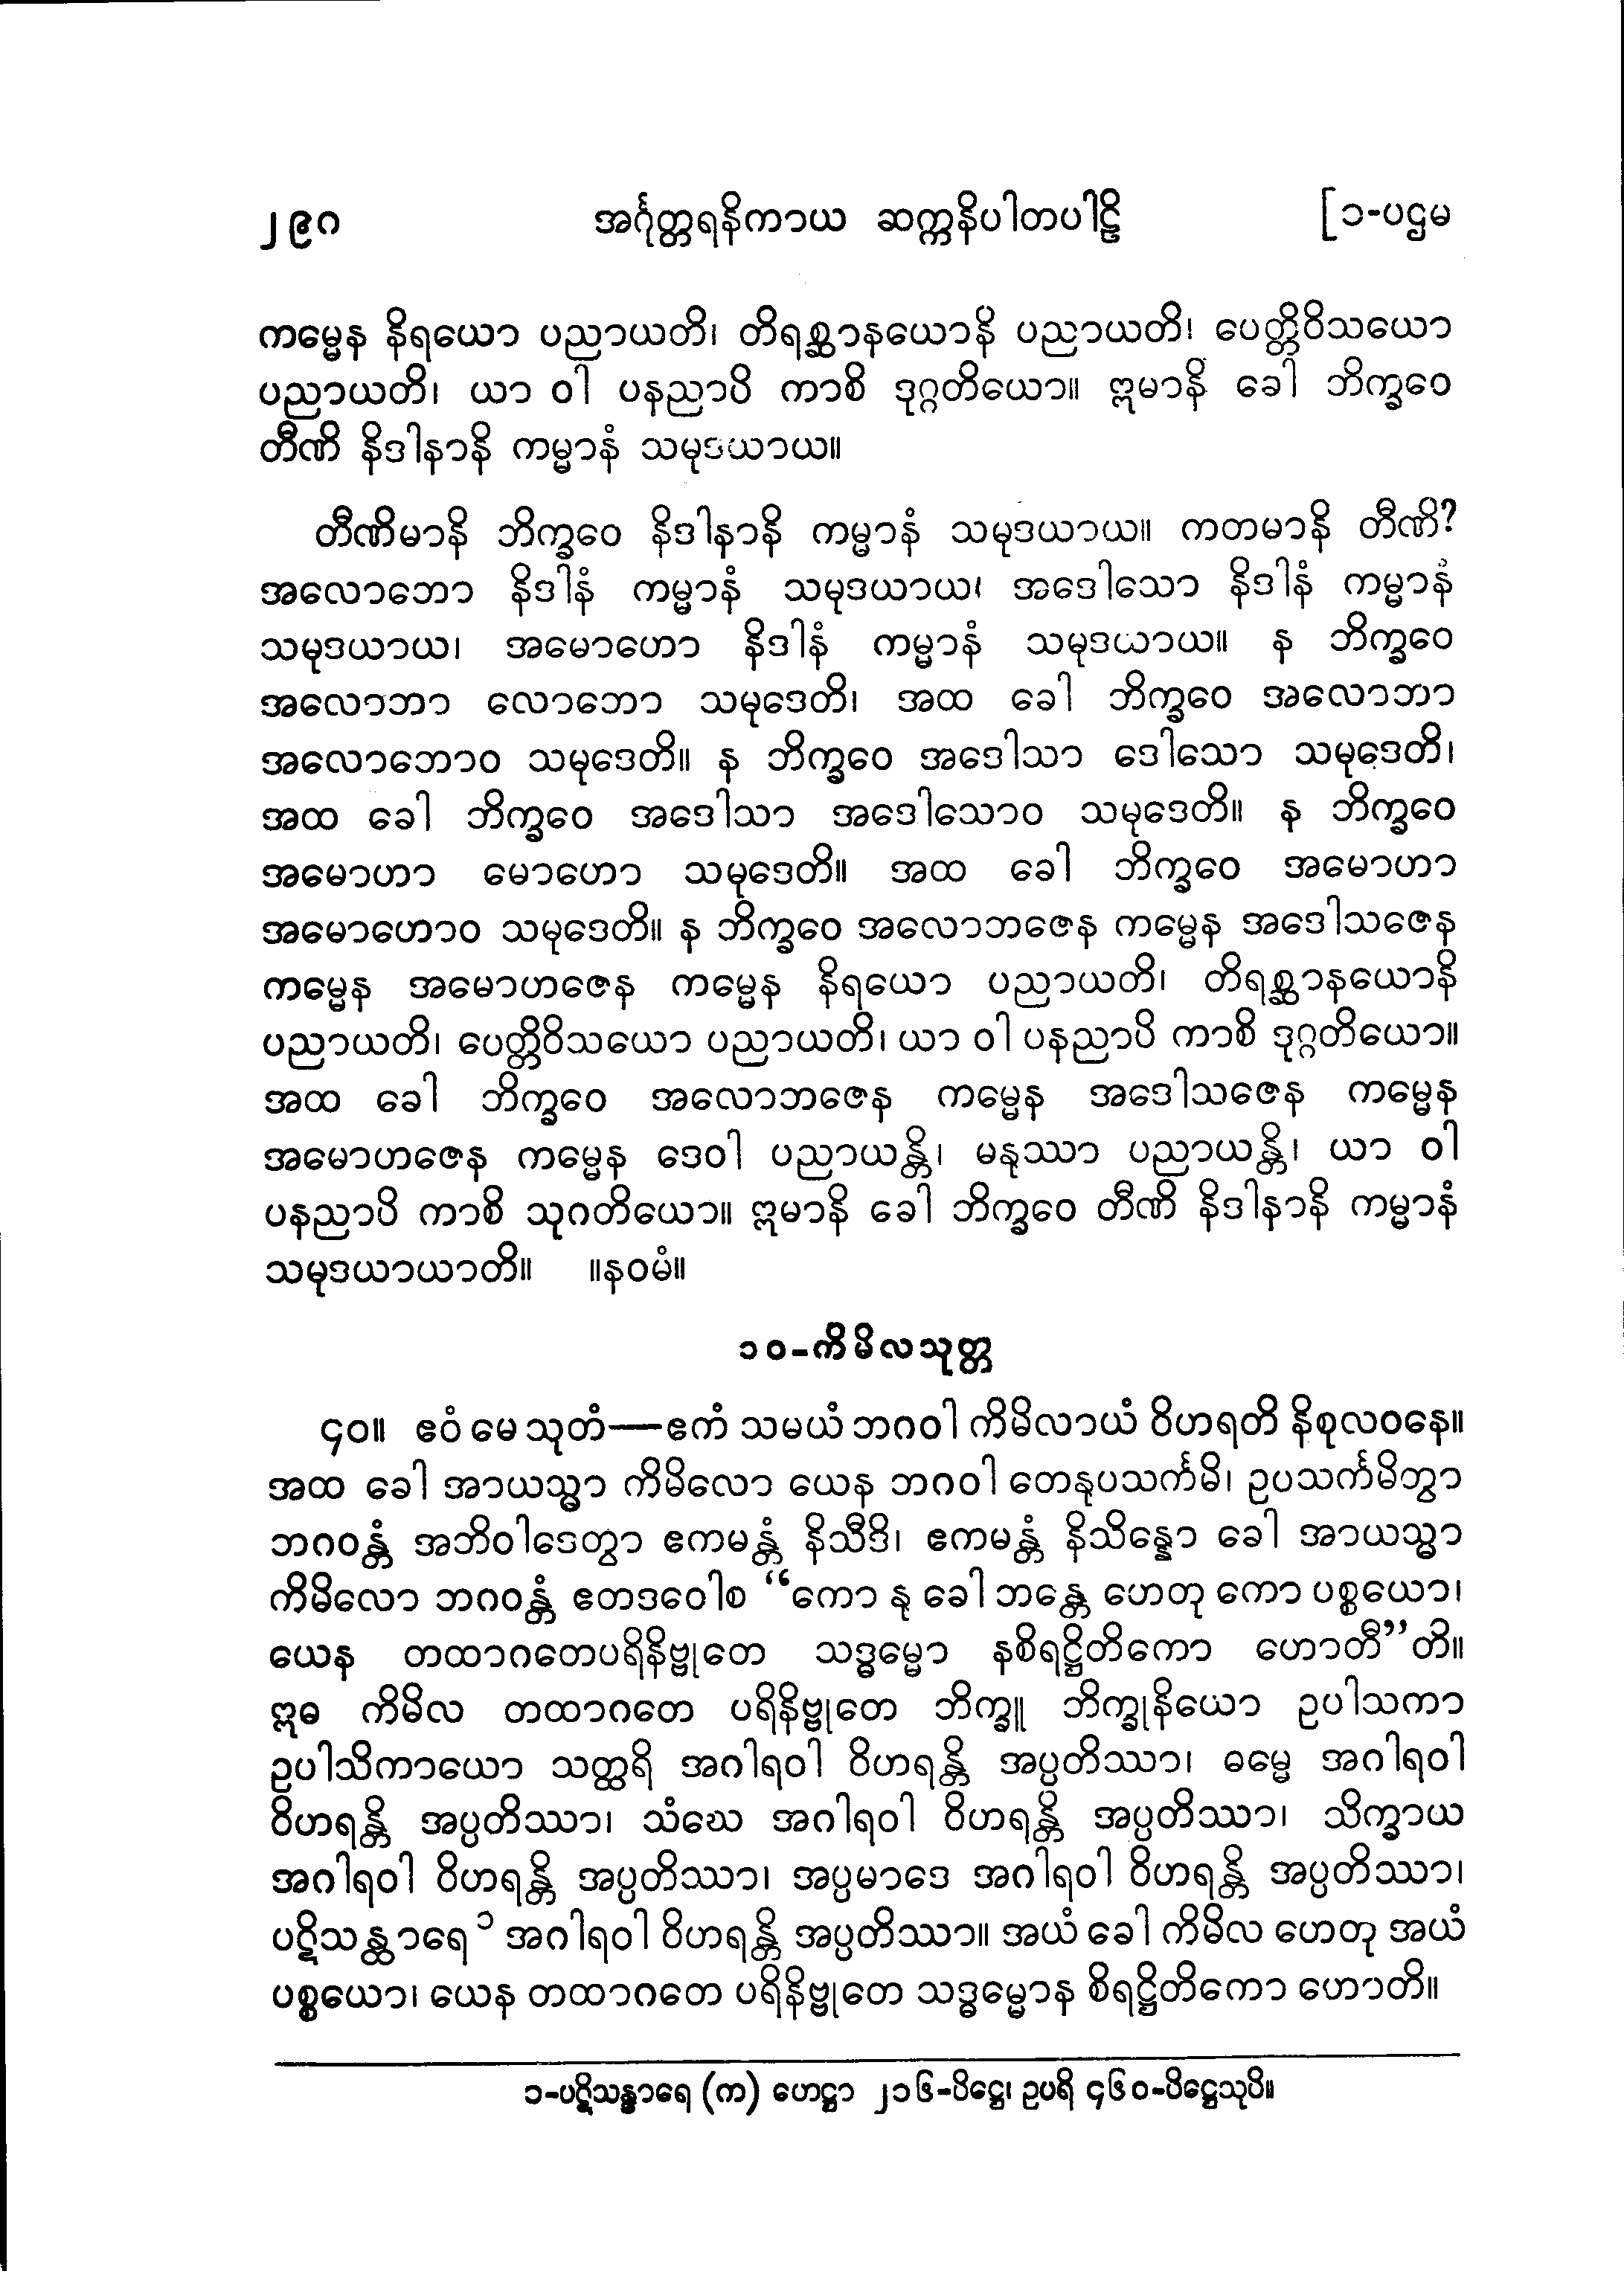 ၂၉ဂ အင်္ဂုတ္တရနိကာယ ဆက္ကနိပါတပါဠိ [၁-ပဌမ
ကမ္မေန နိရယော ပညာယတိ၊ တိရစ္ဆာနယောနိ ပညာယတိ၊ ပေတ္တိဝိသယော
ပညာယတိ၊ ယာ ဝါ ပနညာပိ ကာစိ ဒုဂ္ဂတိယော။ ဣမာနိ ခေါ ဘိက္ခဝေ
တီဏိ နိဒါနာနိ ကမ္မာနံ သမုဒယာယ။
တီဏိမာနိ ဘိက္ခဝေ နိဒါနာနိ ကမ္မာနံ သမုဒယာယ။ ကတမာနိ တီဏိ?
အလောဘော နိဒါနံ ကမ္မာနံ သမုဒယာယ၊ အဒေါသော နိဒါနံ ကမ္မာနံ
သမုဒယာယ၊ အမောဟော နိဒါနံ ကမ္မာနံ သမုဒယာယ။ န ဘိက္ခဝေ
အလောဘာ လောဘော သမုဒေတိ၊ အထ ခေါ ဘိက္ခဝေ အလောဘာ
အလောဘောဝ သမုဒေတိ။ န ဘိက္ခဝေ အဒေါသာ ဒေါသော သမုဒေတိ၊
အထ ခေါ ဘိက္ခဝေ အဒေါသာ အဒေါသောဝ သမုဒေတိ။ န ဘိက္ခဝေ
အမောဟာ မောဟော သမုဒေတိ။ အထ ခေါ ဘိက္ခဝေ အမောဟာ
အမောဟောဝ သမုဒေတိ။ န ဘိက္ခဝေ အလောဘဇေန ကမ္မေန အဒေါသဇေန
ကမ္မေန အမောဟဇေန ကမ္မေန နိရယော ပညာယတိ၊ တိရစ္ဆာနယောနိ
ပညာယတိ၊ ပေတ္တိဝိသယော ပညာယတိ၊ ယာ ဝါ ပနညာပိ ကာစိ ဒုဂ္ဂတိယော။
အထ ခေါ ဘိက္ခဝေ အလောဘဇေန ကမ္မေန အဒေါသဇေန ကမ္မေန
အမောဟဇေန ကမ္မေန ဒေဝါ ပညာယန္တိ၊ မနုဿာ ပညာယန္တိ၊ ယာ ဝါ
ပနညာပိ ကာစိ သုဂတိယော။ ဣမာနိ ခေါ ဘိက္ခဝေ တီဏိ နိဒါနာနိ ကမ္မာနံ
သမုဒယာယာတိ။ ။နဝမံ။
၁၀-ကိမိလသုတ္တ
၄၀။ ဧဝံ မေ သုတံ—ဧကံ သမယံ ဘဂဝါ ကိမိလာယံ ဝိဟရတိ နိစုလဝနေ။
အထ ခေါ အာယသ္မာ ကိမိလော ယေန ဘဂဝါ တေနုပသင်္ကမိ၊ ဥပသင်္ကမိတွာ
ဘဂဝန္တံ အဘိဝါဒေတွာ ဧကမန္တံ နိသီဒိ၊ ဧကမန္တံ နိသိန္နော ခေါ အာယသ္မာ
ကိမိလော ဘဂဝန္တံ ဧတဒဝေါစ “ကော နု ခေါ ဘန္တေ ဟေတု ကော ပစ္စယော၊
ယေန တထာဂတေပရိနိဗ္ဗုတေ သဒ္ဓမ္မော နစိရဋ္ဌိတိကော ဟောတီ”တိ။
ဣဓ ကိမိလ တထာဂတေ ပရိနိဗ္ဗုတေ ဘိက္ခူ ဘိက္ခုနိယော ဥပါသကာ
ဥပါသိကာယော သတ္ထရိ အဂါရဝါ ဝိဟရန္တိ အပ္ပတိဿာ၊ ဓမ္မေ အဂါရဝါ
ဝိဟရန္တိ အပ္ပတိဿာ၊ သံဃေ အဂါရဝါ ဝိဟရန္တိ အပ္ပတိဿာ၊ သိက္ခာယ
အဂါရဝါ ဝိဟရန္တိ အပ္ပတိဿာ၊ အပ္ပမာဒေ အဂါရဝါ ဝိဟရန္တိ အပ္ပတိဿာ၊
ပဋိသန္ထာရေ ၁ အဂါရဝါ ဝိဟရန္တိ အပ္ပတိဿာ။ အယံ ခေါ ကိမိလ ဟေတု အယံ
ပစ္စယော၊ ယေန တထာဂတေ ပရိနိဗ္ဗုတေ သဒ္ဓမ္မောန စိရဋ္ဌိတိကော ဟောတိ။
၁-ပဋိသန္ဓာရေ (က) ဟေဋ္ဌာ ၂၁၆-ပိဋ္ဌေ၊ ဥပရိ ၄၆၀-ပိဋ္ဌေသုပိ။